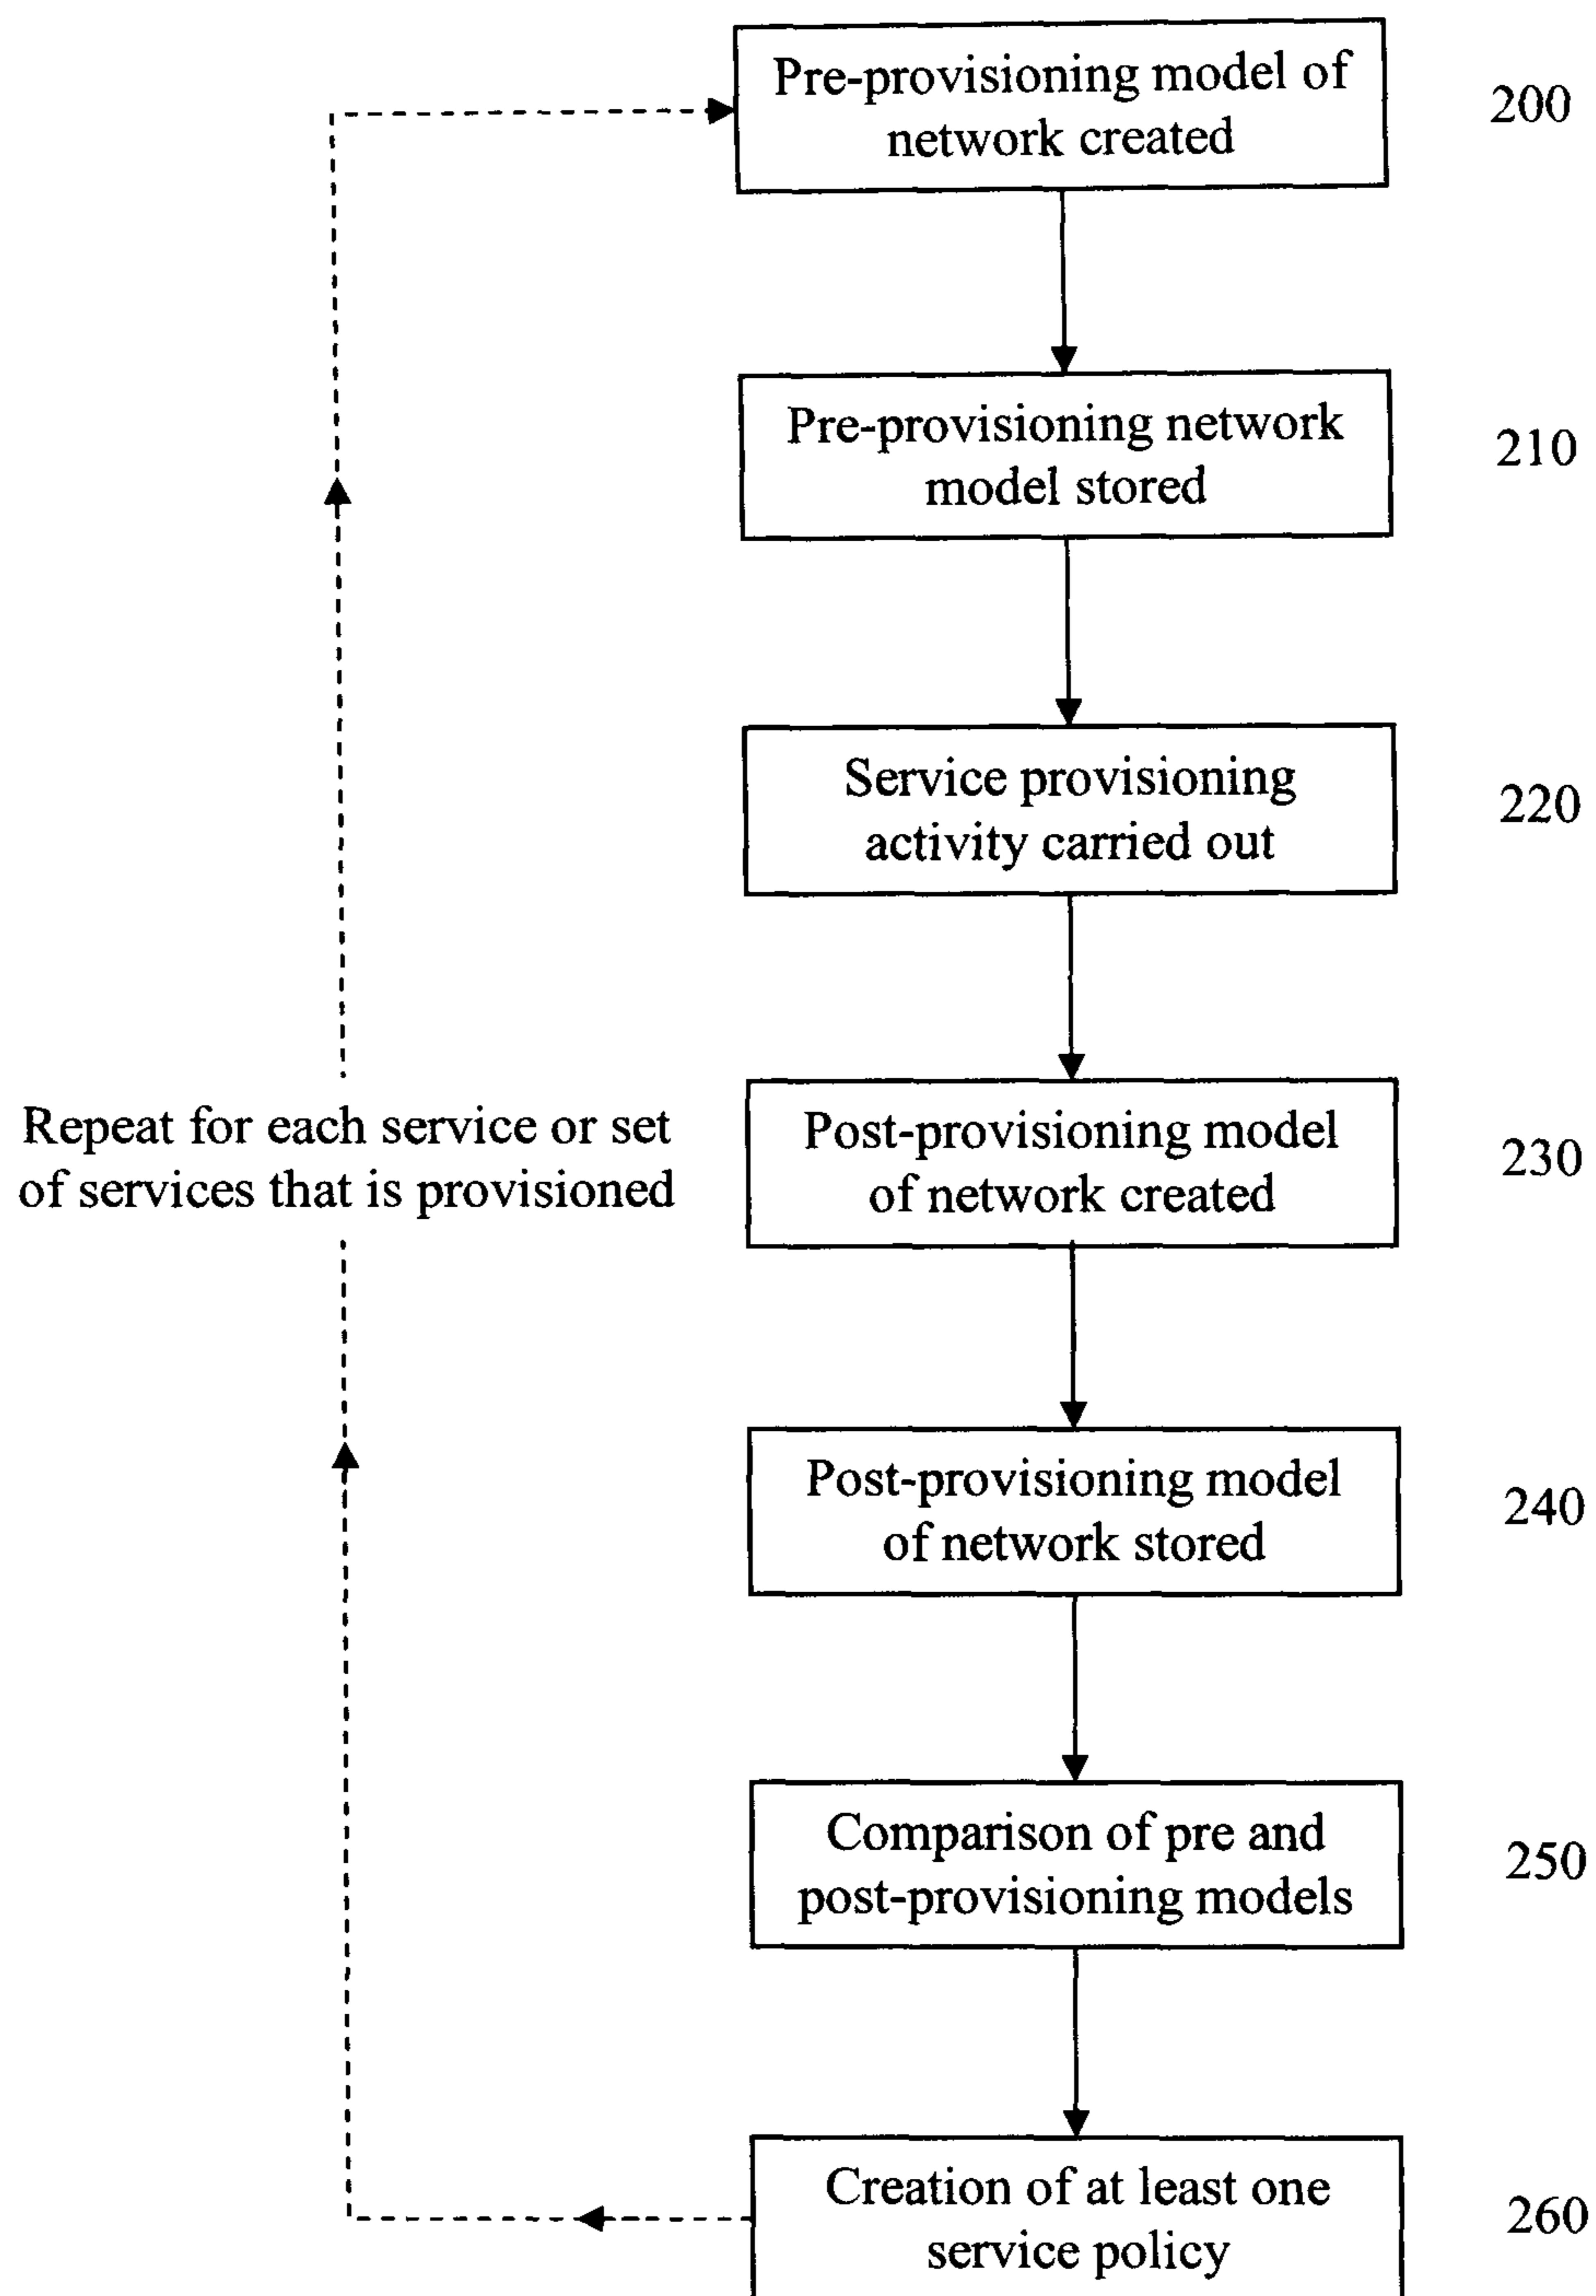 Pre-provisioning model of
network created
200
Pre-provisioning network
model stored
210
Service provisioning
activity carried out
220
Repeat for each service or set
of services that is provisioned
Post-provisioning model
of network created
230
Post-provisioning model
of network stored
240
Comparison of pre and
post-provisioning models
250
Creation of at least one
service policy
260